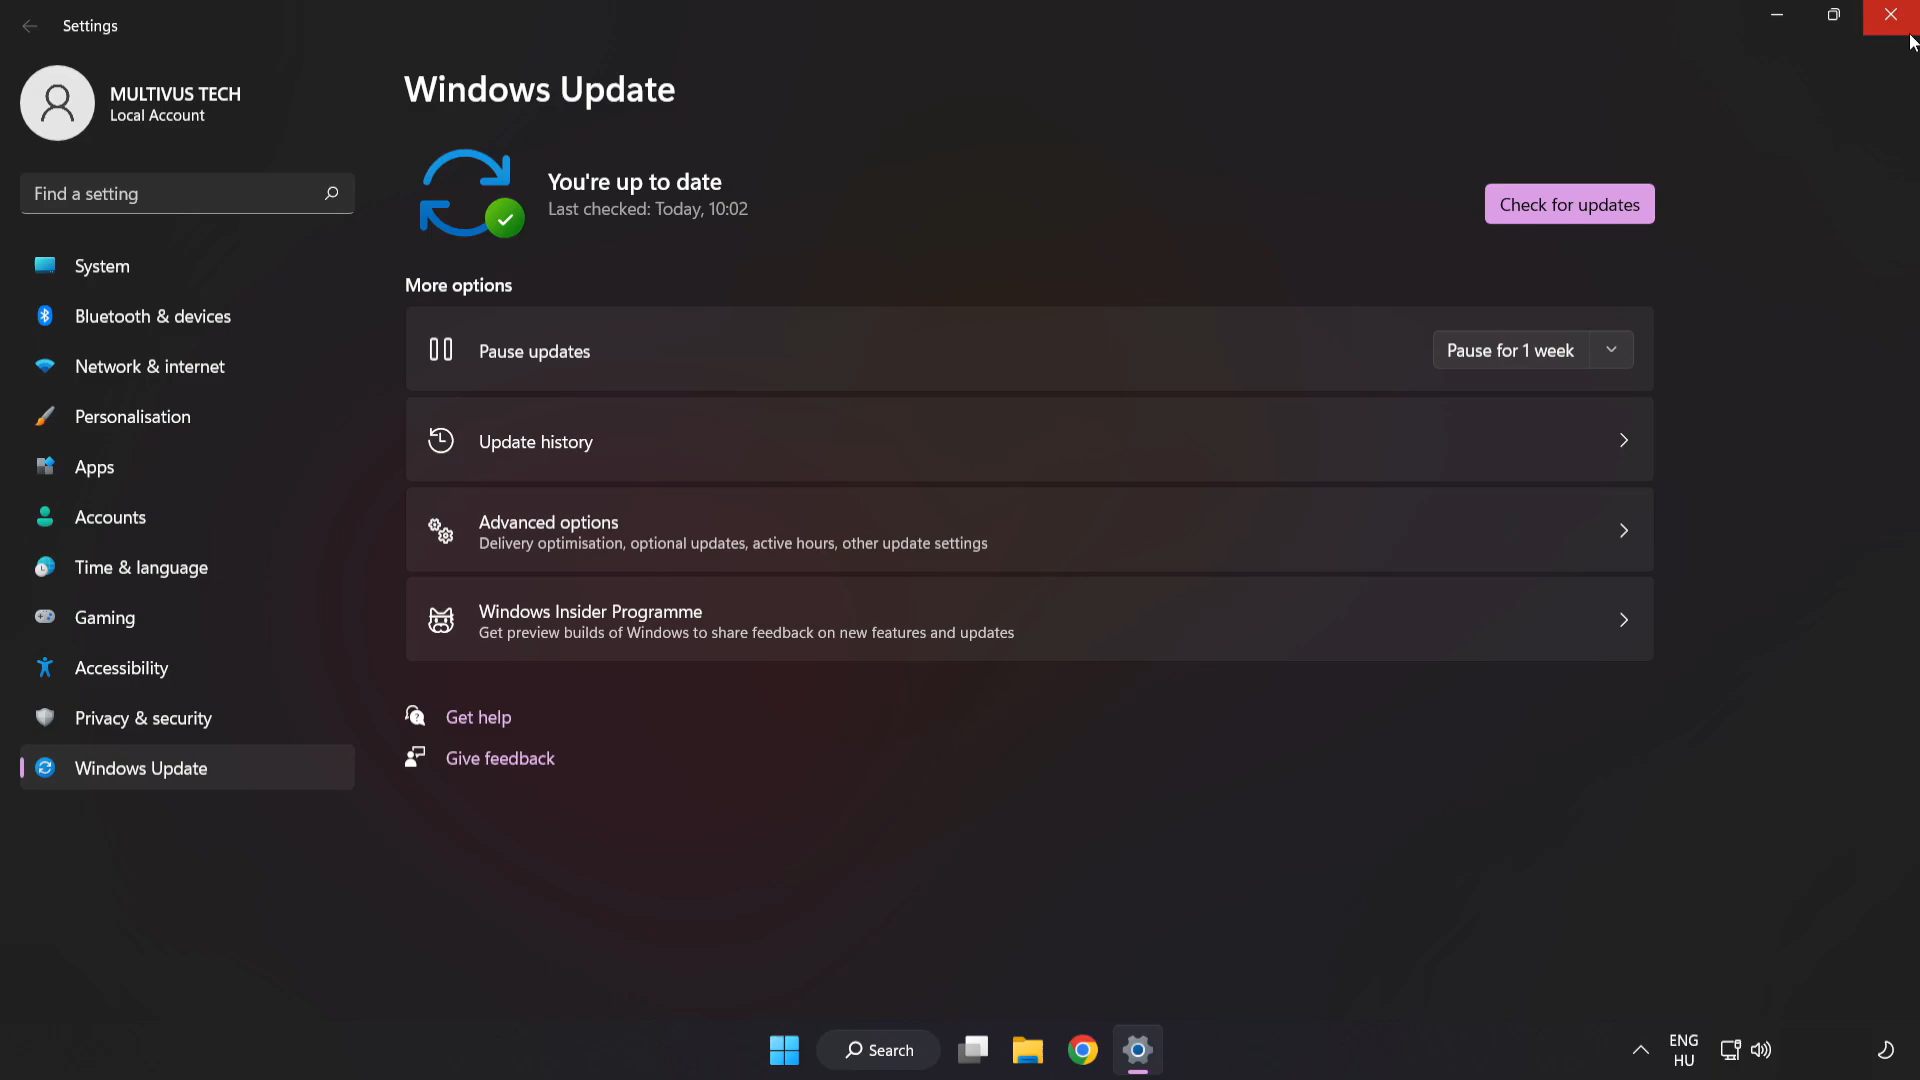 Settings
MULTIVUS TECH
Local Account
Find a setting
System
Bluetooth & devices
Network & internet
Personalisation
Apps
Accounts
Time & language
Gaming
Accessibility
Privacy & security
Windows Update
Windows Update
You're up to date
Last checked: Today, 10:02
Check for updates
More options
Pause updates
Pause for 1 week
Update history
Advanced options
Delivery optimisation, optional updates, active hours, other update settings
Windows Insider Programme
Get preview builds of Windows to share feedback on new features and updates
Get help
Give feedback
Search
ENG
HU